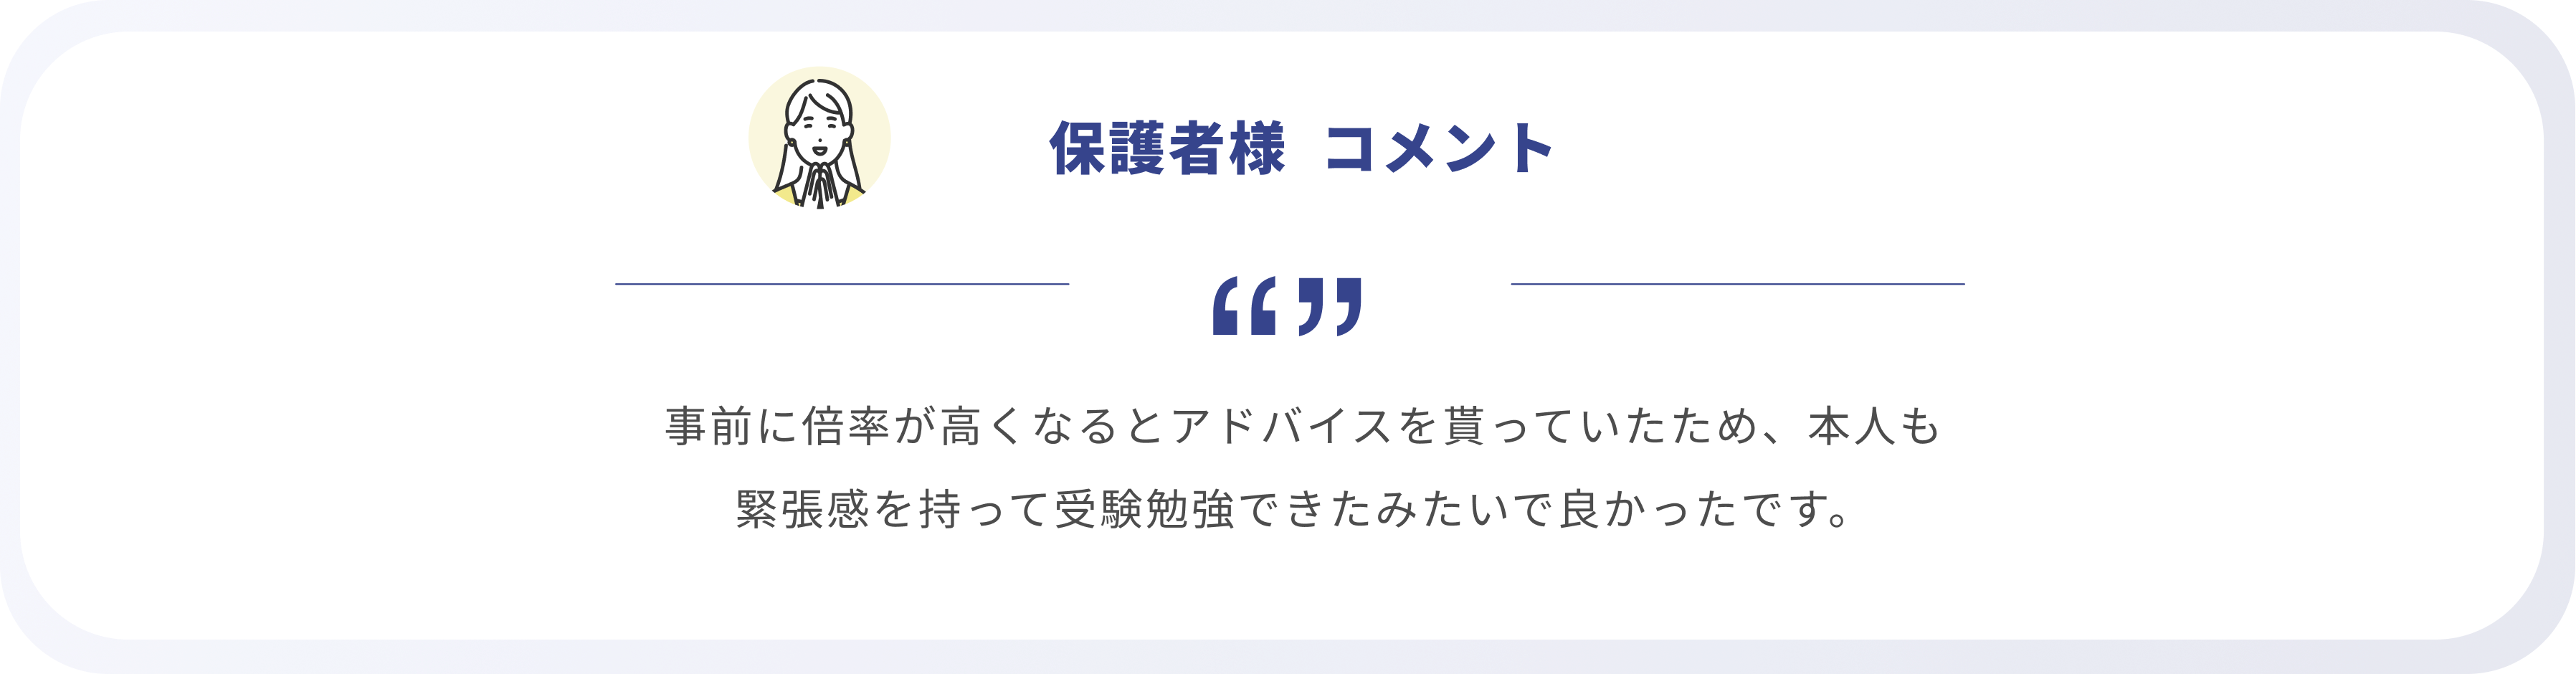 保護者様 コメント
“ ”
事前に倍率が高くなるとアドバイスを貰っていたため、本人も
緊張感を持って受験勉強できたみたいで良かったです。